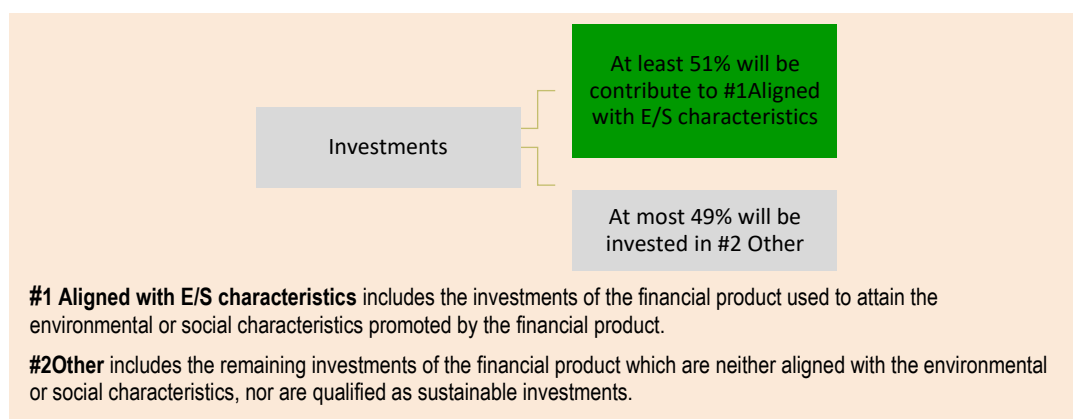 At least 51% will be
contribute to #1Aligned
with E/S characteristics
Investments
At most 49% will be
invested in #2 Other
#1 Aligned with E/S characteristics includes the investments of the financial product used to attain the
environmental or social characteristics promoted by the financial product.
#2Other includes the remaining investments of the financial product which are neither aligned with the environmental
or social characteristics, nor are qualified as sustainable investments.